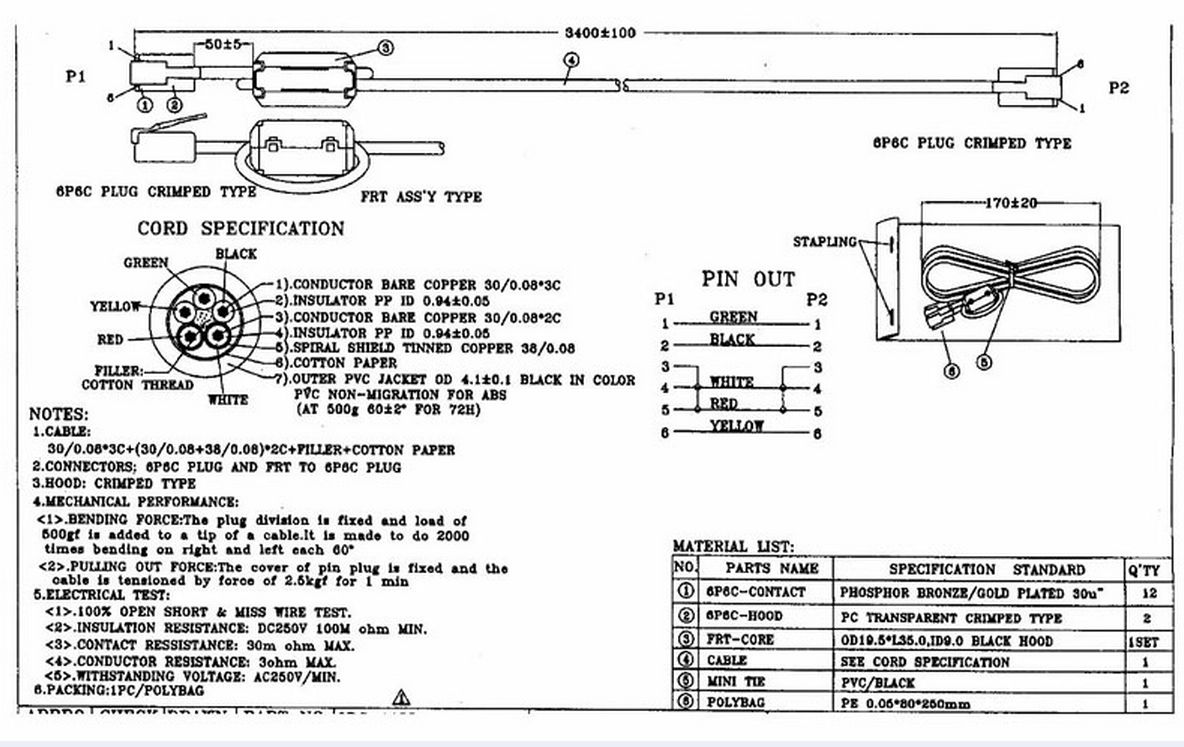 3400±100
1
50±5
3
4
6
P1
P2
6
1
2
1
6P6C PLUG CRIMPED TYPE
6P6C PLUG CRIMPED TYPE
FRT ASS'Y TYPE
170±20
STAPLING
6
5
CORD SPECIFICATION
BLACK
GREEN
YELLOW
RED
FILLER:
COTTON THREAD
WHITE
1).CONDUCTOR BARE COPPER 30/0.08*3C
2).INSULATOR PP ID 0.94±0.05
3).CONDUCTOR BARE COPPER 30/0.08*2C
4).INSULATOR PP ID 0.94±0.05
5).SPIRAL SHIELD TINNED COPPER 38/0.08
6).COTTON PAPER
7).OUTER PVC JACKET OD 4.1±0.1 BLACK IN COLOR
PVC NON-MIGRATION FOR ABS
(AT 500g 60±2° FOR 72H)
PIN OUT
P1 P2
1 GREEN 1
2 BLACK 2
3 3
4 WHITE 4
5 RED 5
6 YELLOW 6
NOTES:
1.CABLE:
30/0.08*3C+(30/0.08+38/0.08)*2C+FILLER+COTTON PAPER
2.CONNECTORS; 6P6C PLUG AND FRT TO 6P6C PLUG
3.HOOD: CRIMPED TYPE
4.MECHANICAL PERFORMANCE:
<1>.BENDING FORCE:The plug division is fixed and load of
500gf is added to a tip of a cable.It is made to do 2000
times bending on right and left each 60°
<2>.PULLING OUT FORCE:The cover of pin plug is fixed and the
cable is tensioned by force of 2.5kgf for 1 min
5.ELECTRICAL TEST:
<1>.100% OPEN SHORT & MISS WIRE TEST.
<2>.INSULATION RESISTANCE: DC250V 100M ohm MIN.
<3>.CONTACT RESSISTANCE: 30m ohm MAX.
<4>.CONDUCTOR RESISTANCE: 3ohm MAX.
<5>.WITHSTANDING VOLTAGE: AC250V/MIN.
6.PACKING:1PC/POLYBAG
MATERIAL LIST:
NO. PARTS NAME SPECIFICATION STANDARD Q'TY
1 6P6C-CONTACT PHOSPHOR BRONZE/GOLD PLATED 30u" 12
2 6P6C-HOOD PC TRANSPARENT CRIMPED TYPE 2
3 FRT-CORE OD19.5*L35.0,ID9.0 BLACK HOOD 1SET
4 CABLE SEE CORD SPECIFICATION 1
5 MINI TIE PVC/BLACK 1
6 POLYBAG PE 0.05*80*250mm 1